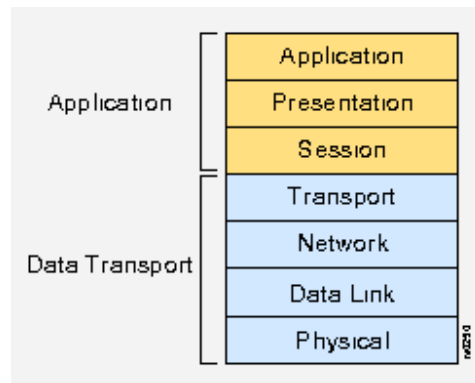 Application
Presentation
Session
Transport
Network
Data Link
Physical
Application
Data Transport